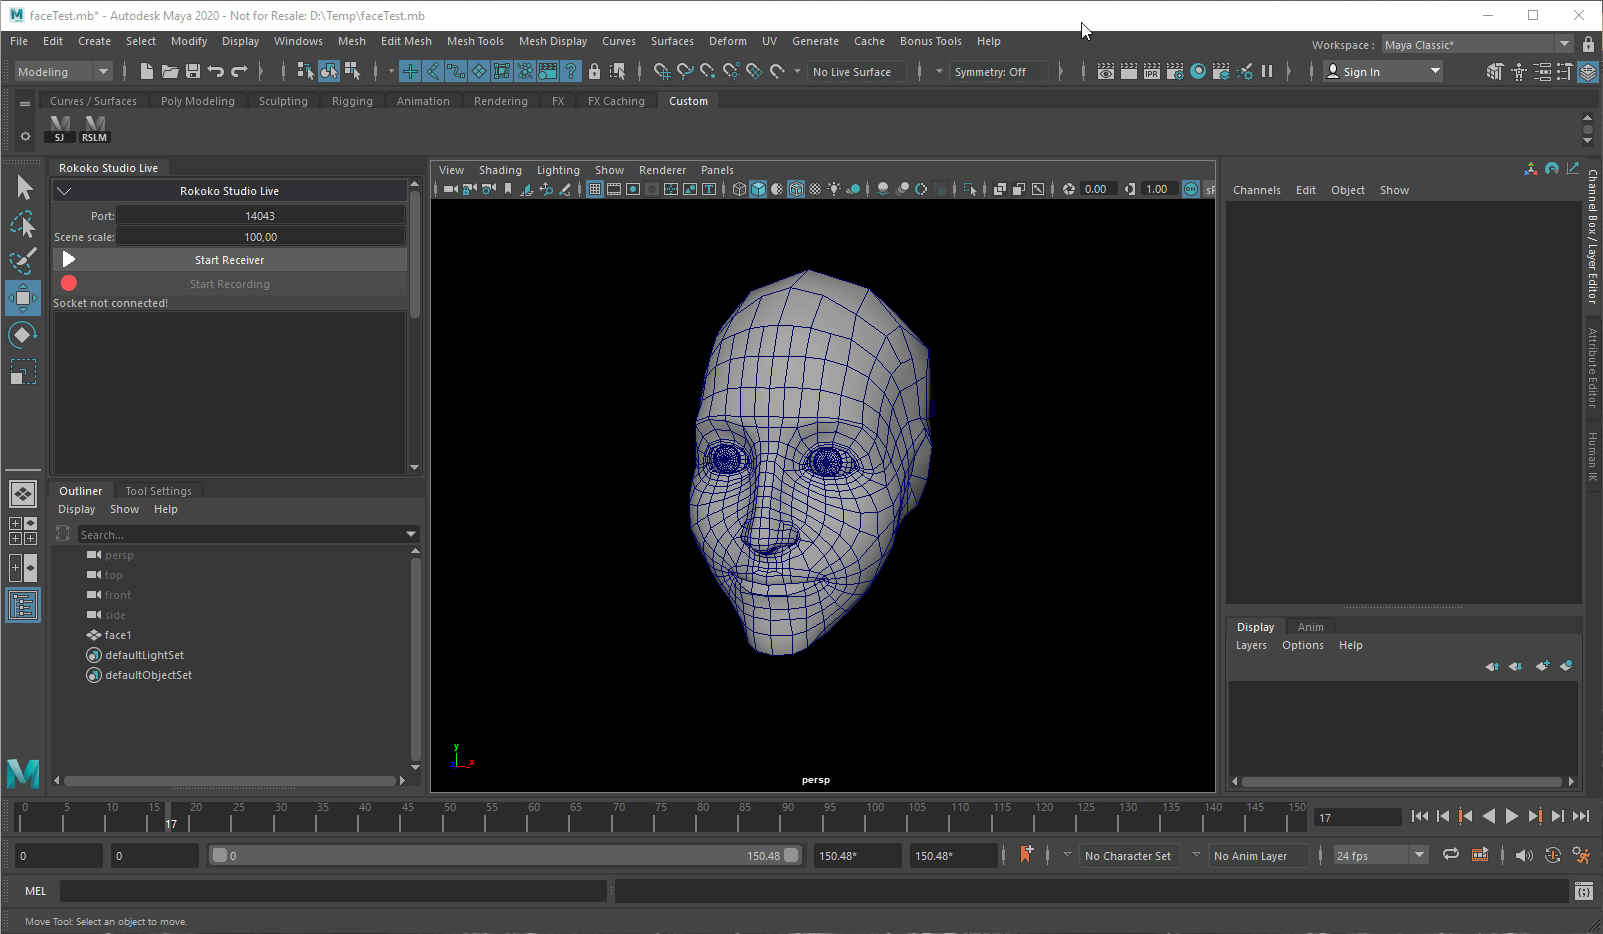 faceTest.mb* - Autodesk Maya 2020 - Not for Resale: D:\Temp\faceTest.mb
File Edit Create Select Modify Display Windows Mesh Edit Mesh Mesh Tools Mesh Display Curves Surfaces Deform UV Generate Cache Bonus Tools Help
Workspace : Maya Classic*
Modeling
No Live Surface
Symmetry: Off
IPR
Sign In
Curves / Surfaces Poly Modeling Sculpting Rigging Animation Rendering FX FX Caching Custom
SJ RSLM
Rokoko Studio Live
Rokoko Studio Live
Port: 14043
Scene scale: 100,00
Start Receiver
Start Recording
Socket not connected!
Outliner Tool Settings
Display Show Help
Search...
persp
top
front
side
face1
defaultLightSet
defaultObjectSet
View Shading Lighting Show Renderer Panels
0.00 1.00 ON
y
x
persp
Channels Edit Object Show
Channel Box / Layer Editor
Attribute Editor
Human IK
Display Anim
Layers Options Help
0 5 10 15 20 25 30 35 40 45 50 55 60 65 70 75 80 85 90 95 100 105 110 115 120 125 130 135 140 145 150
17
17
0 0 0 150.48 150.48* 150.48* No Character Set No Anim Layer 24 fps
MEL
Move Tool: Select an object to move.